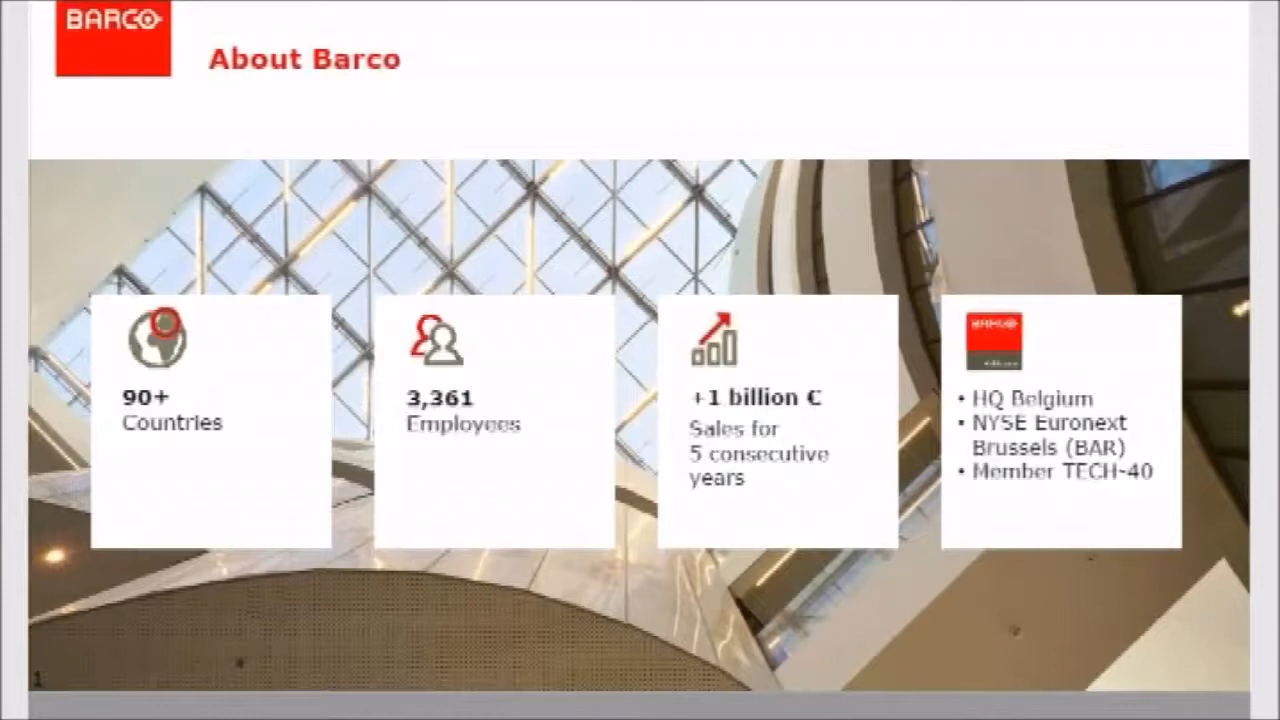 BARCO
About Barco
90+
Countries
3,361
Employees
+1 billion €
Sales for
5 consecutive
years
BARCO
• HQ Belgium
• NYSE Euronext
Brussels (BAR)
• Member TECH-40
1